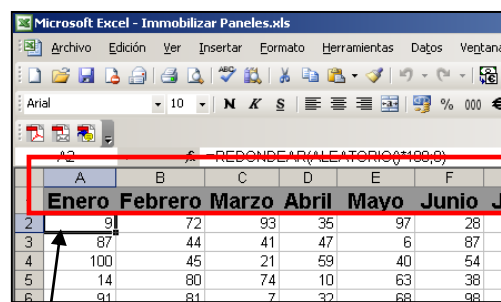 Microsoft Excel - Immobilizar Paneles.xls
Archivo Edición Ver Insertar Formato Herramientas Datos Ventana
Arial 10 N K S % 000 €
A2 fx =REDONDEAR(ALEATORIO()*100;0)
A B C D E F
Enero Febrero Marzo Abril Mayo Junio J
2 9 72 93 35 97 28
3 87 44 41 47 6 87
4 100 45 21 59 40 54
5 14 80 74 10 63 38
6 91 81 7 32 68 98